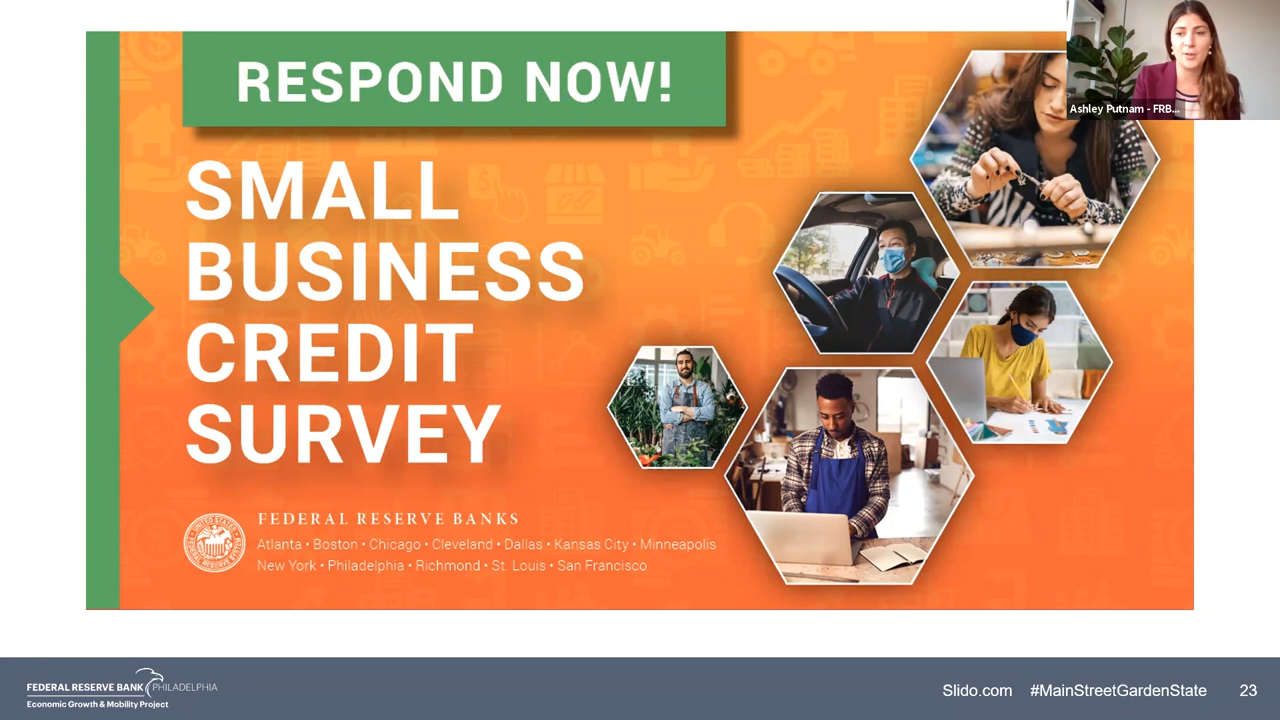 RESPOND NOW!
SMALL
BUSINESS
CREDIT
SURVEY
FEDERAL RESERVE BANKS
Atlanta • Boston • Chicago • Cleveland • Dallas • Kansas City • Minneapolis
New York • Philadelphia • Richmond • St. Louis • San Francisco
Ashley Putnam - FRB...
FEDERAL RESERVE BANK PHILADELPHIA
Economic Growth & Mobility Project
Slido.com #MainStreetGardenState 23